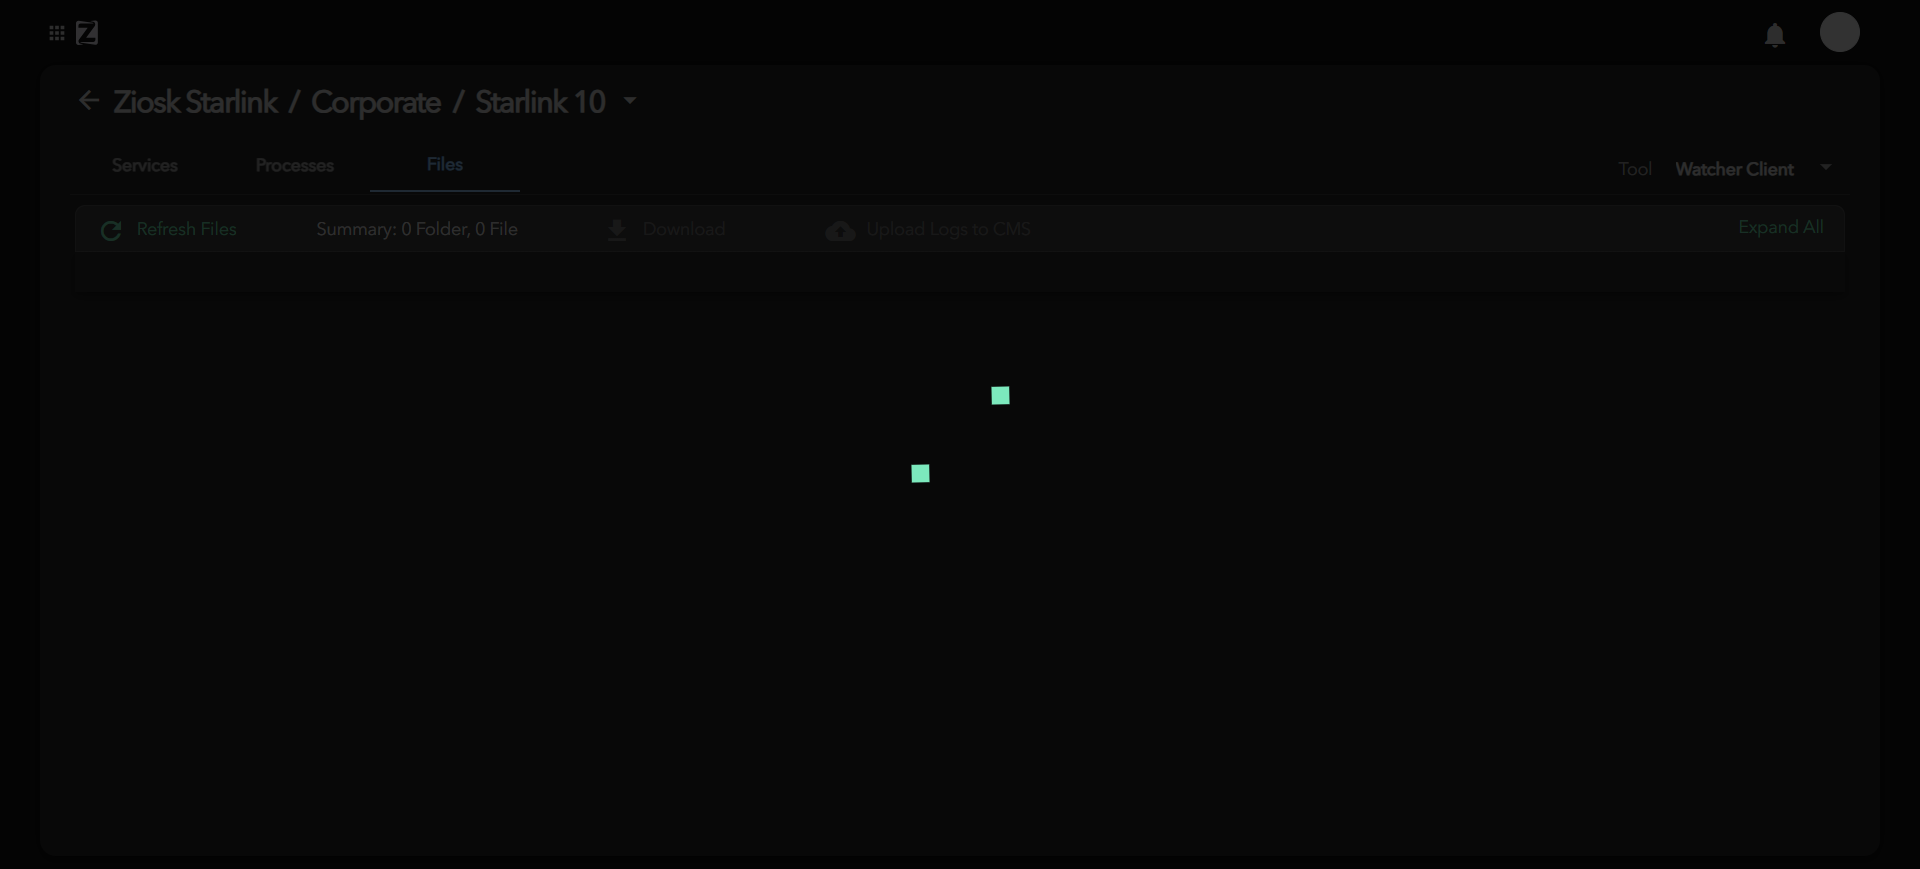 Z
Ziosk Starlink / Corporate / Starlink 10
Services Processes Files Tool Watcher Client
Refresh Files Summary: 0 Folder, 0 File Download Upload Logs to CMS Expand All